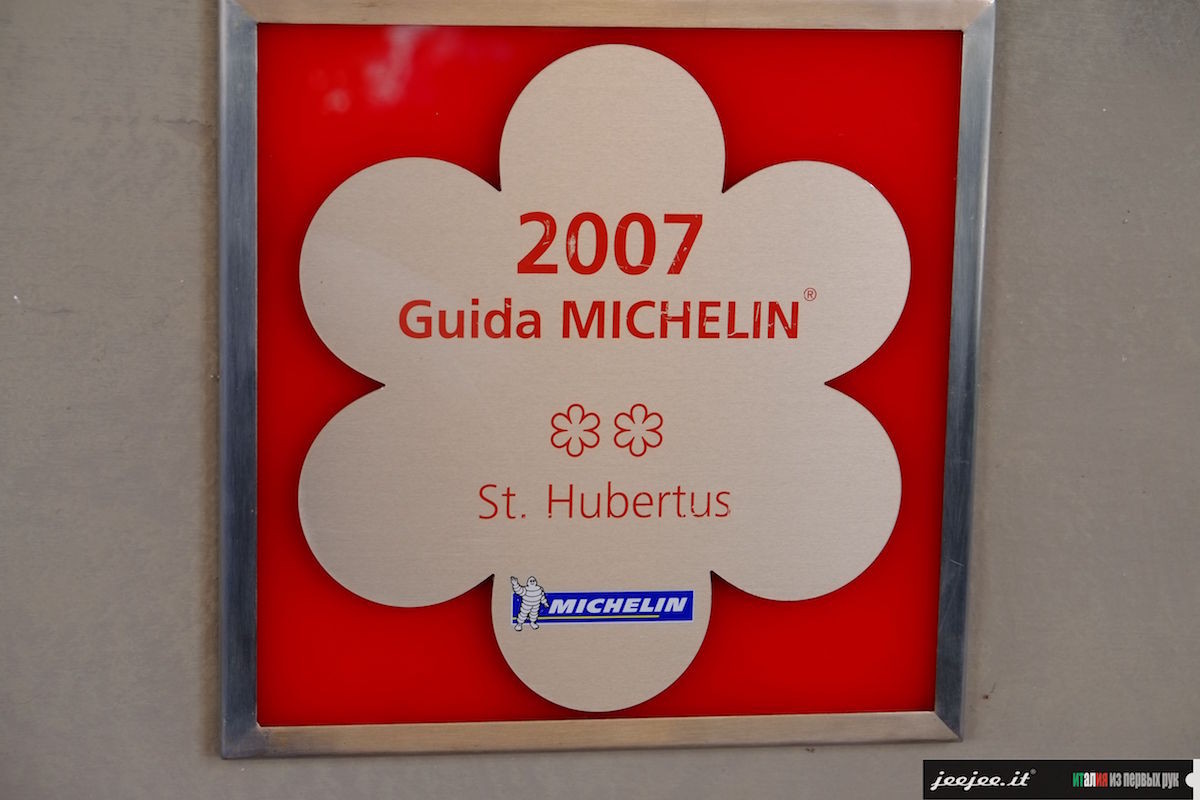 2007
Guida MICHELIN®
St. Hubertus
MICHELIN
jeejee.it® италия из первых рук